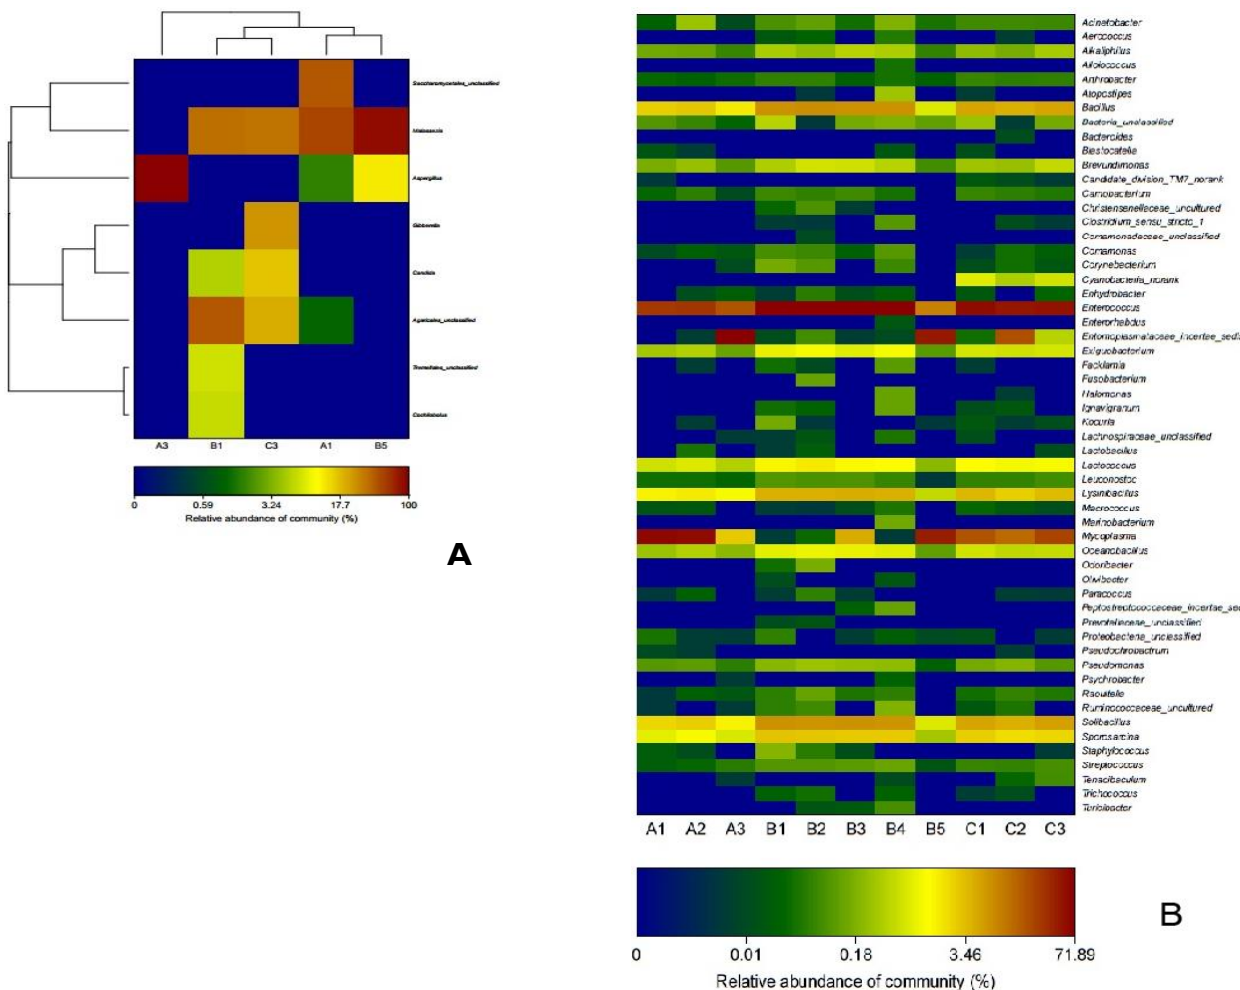 Saccharomycetales_unclassified
Malassezia
Aspergillus
Gibberella
Candida
Agaricales_unclassified
Tremellales_unclassified
Cochliobolus
A3 B1 C3 A1 B5
0 0.59 3.24 17.7 100
Relative abundance of community (%)
A
Acinetobacter
Aerococcus
Alkaliphilus
Alloiococcus
Arthrobacter
Atopostipes
Bacillus
Bacteria_unclassified
Bacteroides
Blastocatella
Brevundimonas
Candidate_division_TM7_norank
Carnobacterium
Christensenellaceae_uncultured
Clostridium_sensu_stricto_1
Comamonadaceae_unclassified
Comamonas
Corynebacterium
Cyanobacteria_norank
Enhydrobacter
Enterococcus
Enterorhabdus
Entomoplasmataceae_incertae_sedis
Exiguobacterium
Facklamia
Fusobacterium
Halomonas
Ignavigranum
Kocuria
Lachnospiraceae_unclassified
Lactobacillus
Lactococcus
Leuconostoc
Lysinibacillus
Macrococcus
Marinobacterium
Mycoplasma
Oceanobacillus
Odoribacter
Olivibacter
Paracoccus
Peptostreptococcaceae_incertae_sed
Prevotellaceae_unclassified
Proteobacteria_unclassified
Pseudochrobactrum
Pseudomonas
Psychrobacter
Raoultella
Ruminococcaceae_uncultured
Solibacillus
Sporosarcina
Staphylococcus
Streptococcus
Tenacibaculum
Trichococcus
Turicibacter
A1 A2 A3 B1 B2 B3 B4 B5 C1 C2 C3
0 0.01 0.18 3.46 71.89
Relative abundance of community (%)
B